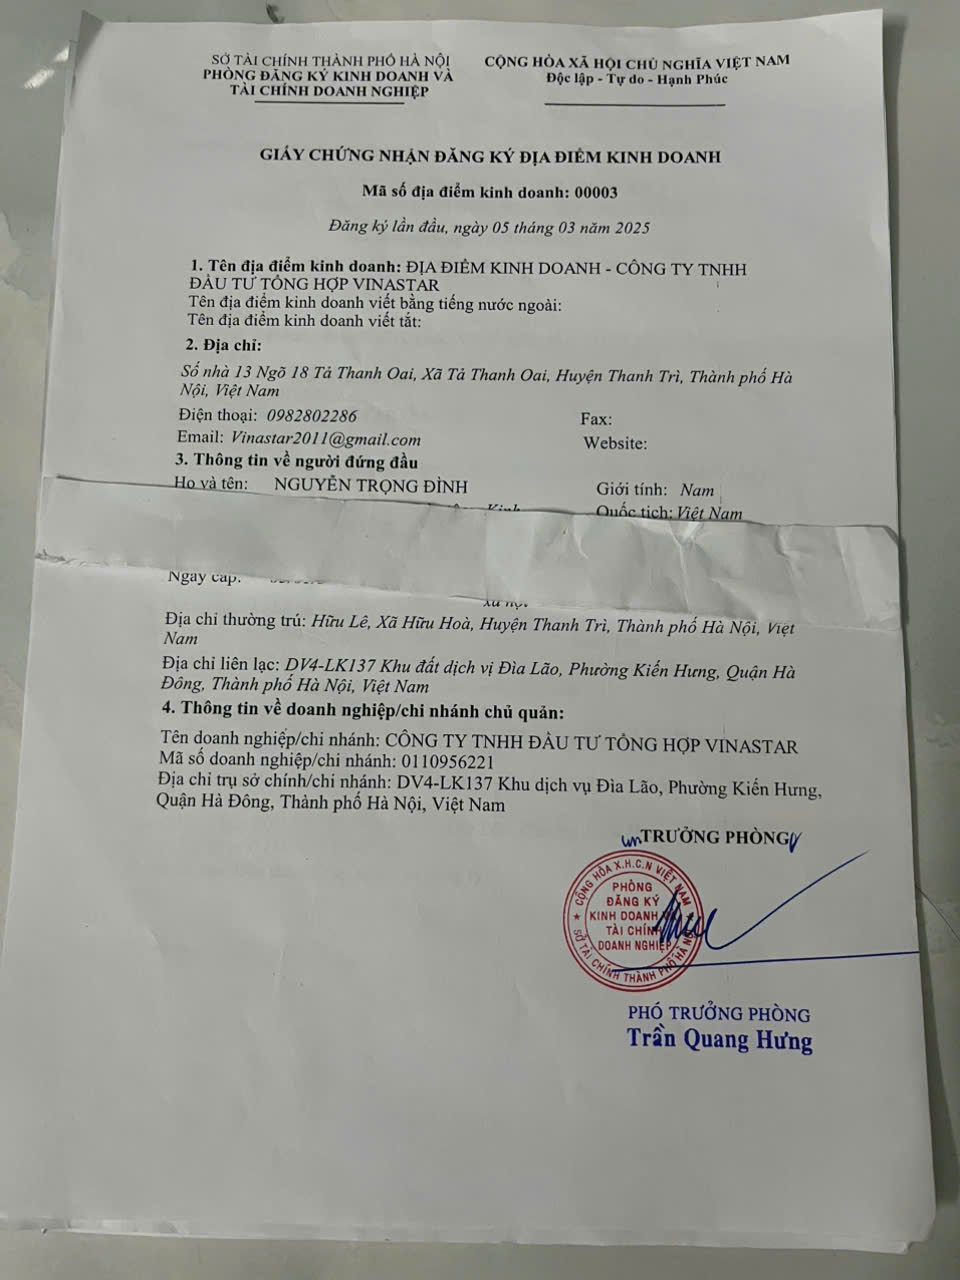 SỞ TÀI CHÍNH THÀNH PHỐ HÀ NỘI
PHÒNG ĐĂNG KÝ KINH DOANH VÀ
TÀI CHÍNH DOANH NGHIỆP
CỘNG HÒA XÃ HỘI CHỦ NGHĨA VIỆT NAM
Độc lập - Tự do - Hạnh Phúc
GIẤY CHỨNG NHẬN ĐĂNG KÝ ĐỊA ĐIỂM KINH DOANH
Mã số địa điểm kinh doanh: 00003
Đăng ký lần đầu, ngày 05 tháng 03 năm 2025
1. Tên địa điểm kinh doanh: ĐỊA ĐIỂM KINH DOANH - CÔNG TY TNHH
ĐẦU TƯ TỔNG HỢP VINASTAR
Tên địa điểm kinh doanh viết bằng tiếng nước ngoài:
Tên địa điểm kinh doanh viết tắt:
2. Địa chỉ:
Số nhà 13 Ngõ 18 Tả Thanh Oai, Xã Tả Thanh Oai, Huyện Thanh Trì, Thành phố Hà
Nội, Việt Nam
Điện thoại: 0982802286 Fax:
Email: Vinastar2011@gmail.com Website:
3. Thông tin về người đứng đầu
Họ và tên: NGUYỄN TRỌNG ĐÌNH Giới tính: Nam
Quốc tịch: Việt Nam
Ngày cấp:
Địa chỉ thường trú: Hữu Lê, Xã Hữu Hoà, Huyện Thanh Trì, Thành phố Hà Nội, Việt
Nam
Địa chỉ liên lạc: DV4-LK137 Khu đất dịch vị Đìa Lão, Phường Kiến Hưng, Quận Hà
Đông, Thành phố Hà Nội, Việt Nam
4. Thông tin về doanh nghiệp/chi nhánh chủ quản:
Tên doanh nghiệp/chi nhánh: CÔNG TY TNHH ĐẦU TƯ TỔNG HỢP VINASTAR
Mã số doanh nghiệp/chi nhánh: 0110956221
Địa chỉ trụ sở chính/chi nhánh: DV4-LK137 Khu dịch vụ Đìa Lão, Phường Kiến Hưng,
Quận Hà Đông, Thành phố Hà Nội, Việt Nam
TRƯỞNG PHÒNG
CỘNG HÒA X.H.C.N VIỆT NAM
PHÒNG
ĐĂNG KÝ
KINH DOANH
TÀI CHÍNH
DOANH NGHIỆP
SỞ TÀI CHÍNH THÀNH PHỐ HÀ NỘI
PHÓ TRƯỞNG PHÒNG
Trần Quang Hưng